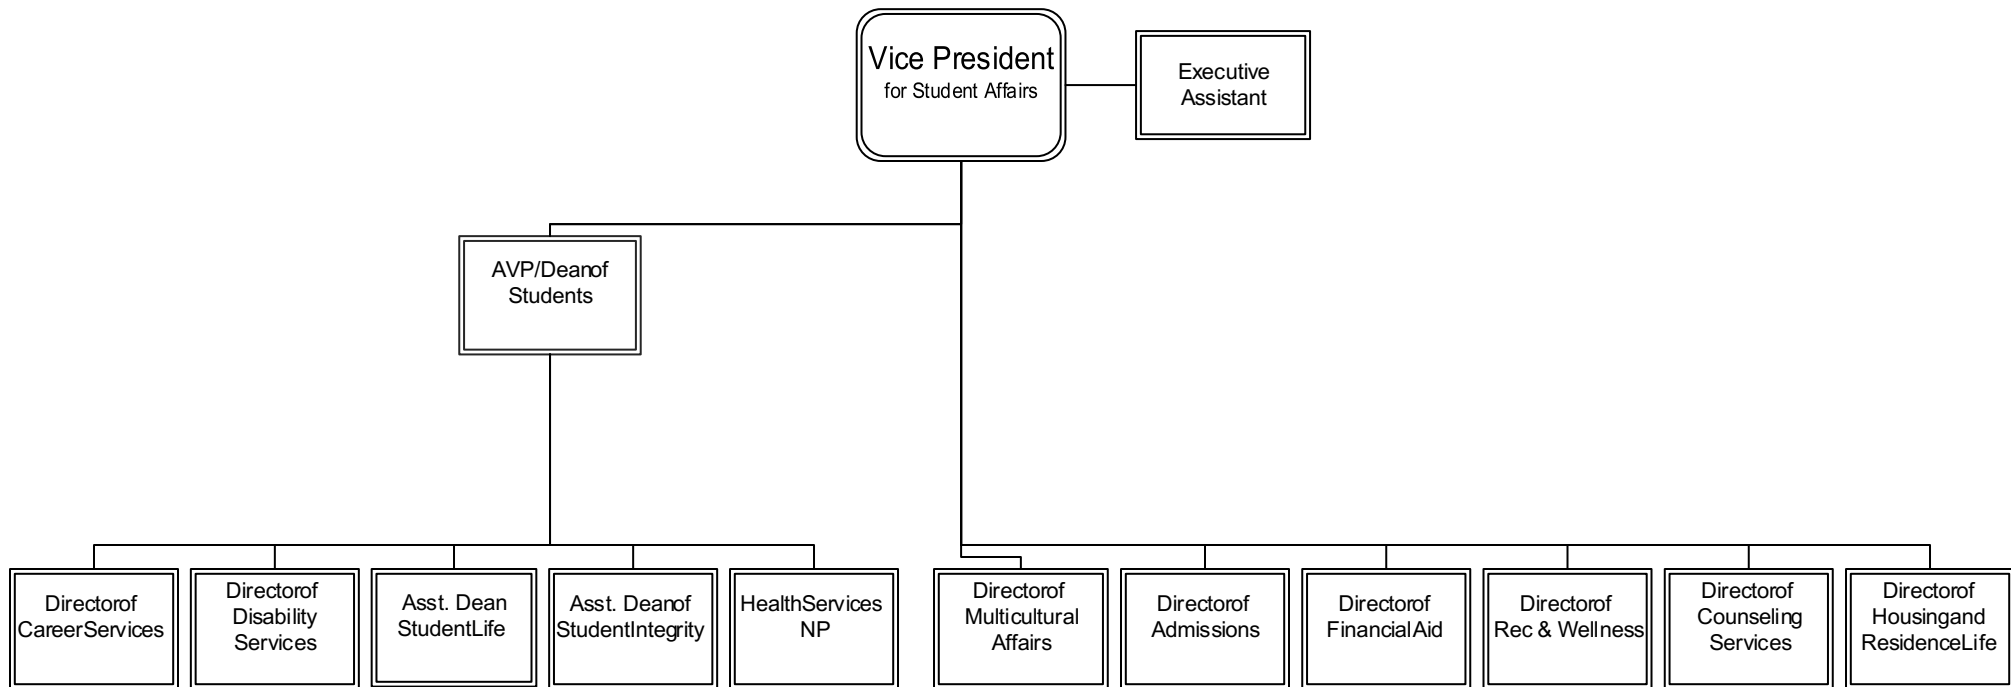 Vice President
for Student Affairs
Executive
Assistant
AVP/Deanof
Students
Directorof
CareerServices
Directorof
Disability
Services
Asst. Dean
StudentLife
Asst. Deanof
StudentIntegrity
HealthServices
NP
Directorof
Multicultural
Affairs
Directorof
Admissions
Directorof
FinancialAid
Directorof
Rec & Wellness
Directorof
Counseling
Services
Directorof
Housingand
ResidenceLife